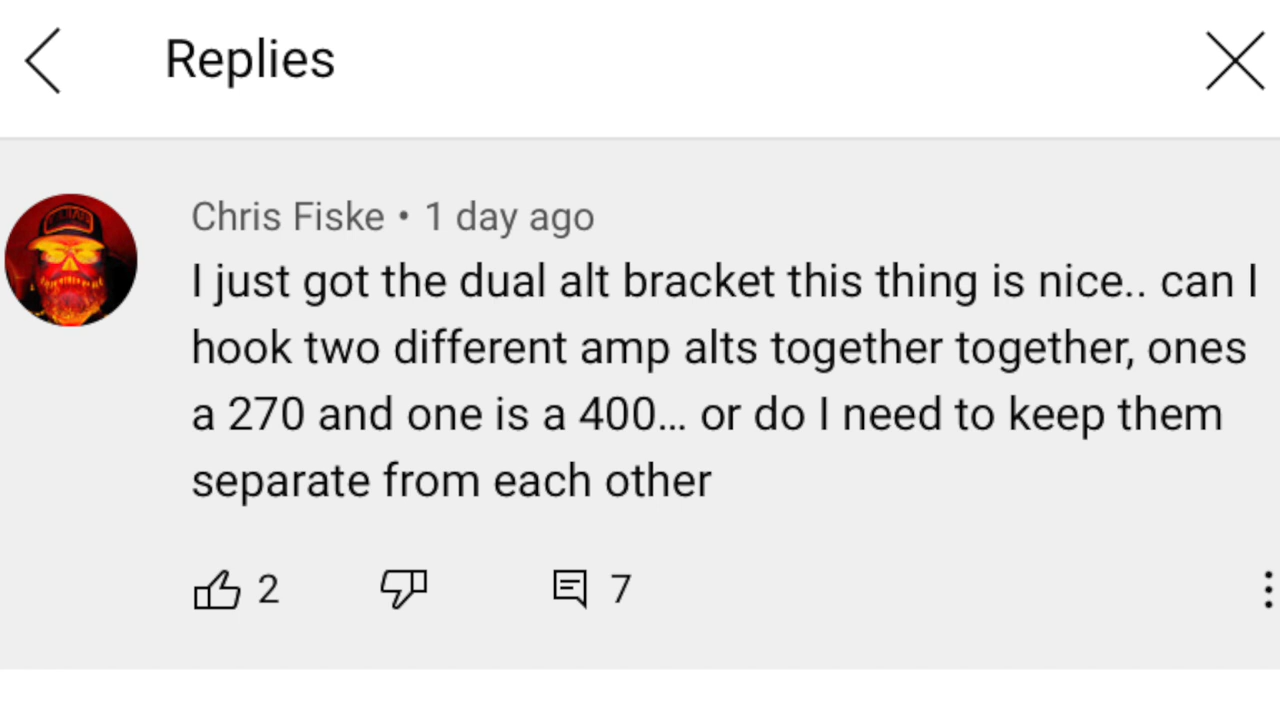 Replies
Chris Fiske • 1 day ago
I just got the dual alt bracket this thing is nice.. can I
hook two different amp alts together together, ones
a 270 and one is a 400... or do I need to keep them
separate from each other
2 7